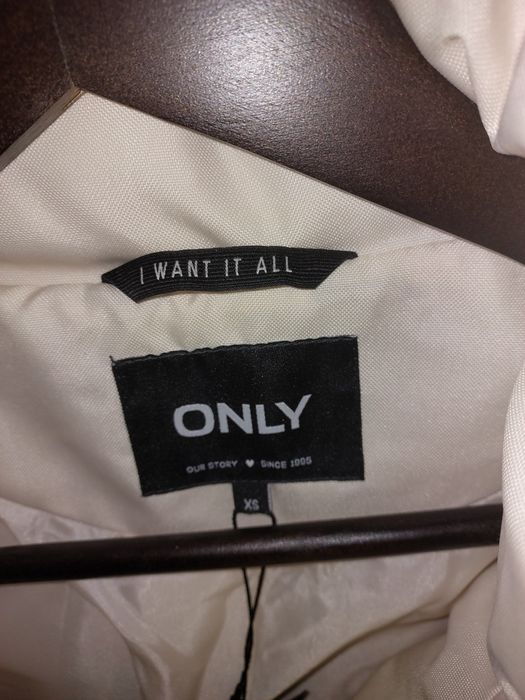 I WANT IT ALL
ONLY
OUR STORY ♥ SINCE 1995
XS